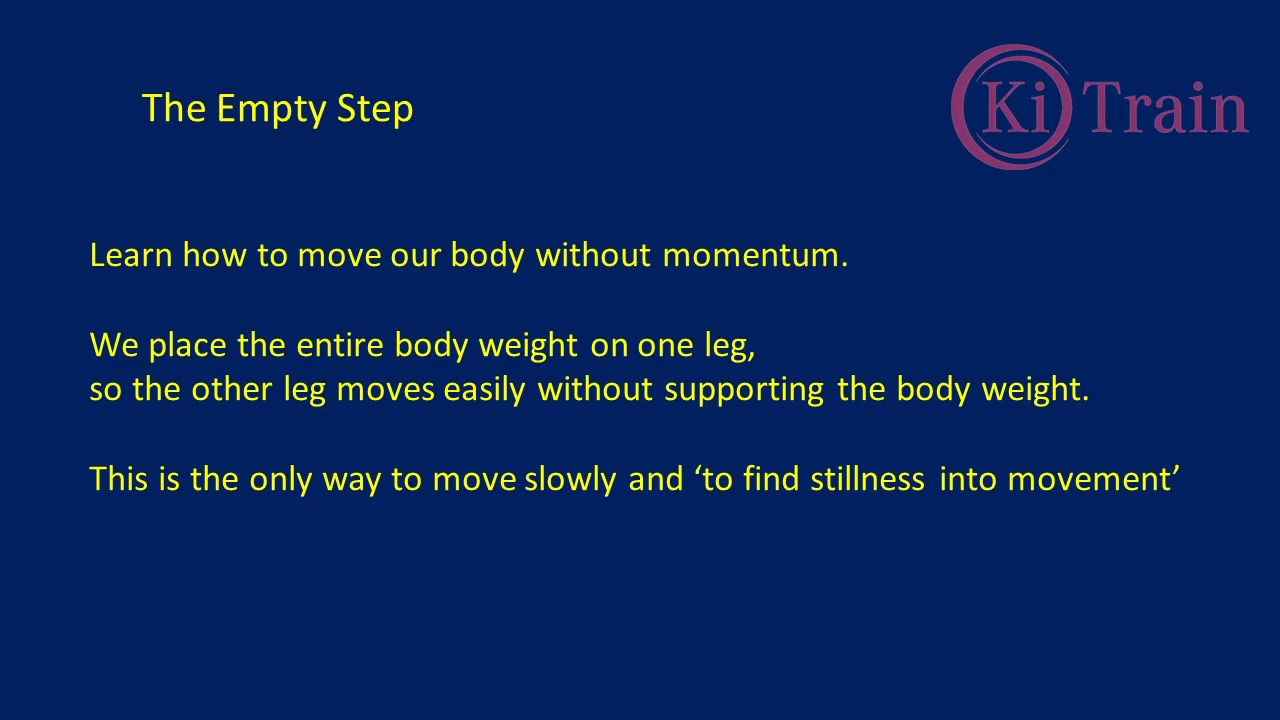 The Empty Step
Ki Train
Learn how to move our body without momentum.
We place the entire body weight on one leg,
so the other leg moves easily without supporting the body weight.
This is the only way to move slowly and ‘to find stillness into movement’